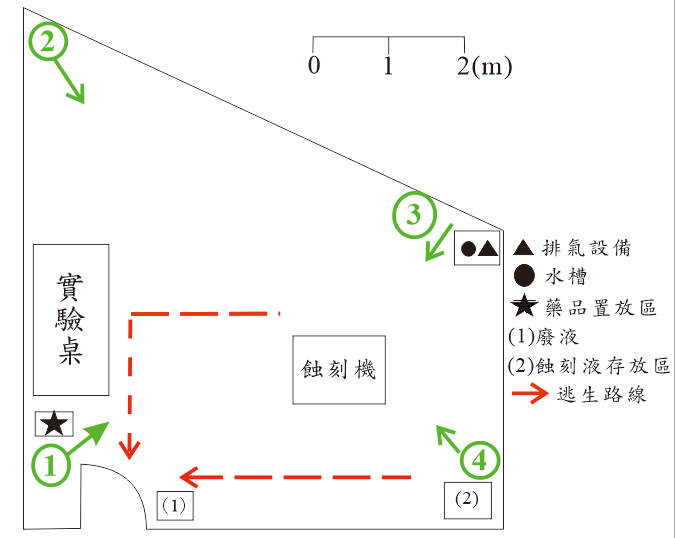 ②
0 1 2(m)
③
▲ 排氣設備
● 水槽
★ 藥品置放區
(1)廢液
(2)蝕刻液存放區
→ 逃生路線
實驗桌
蝕刻機
①
④
(1)
(2)